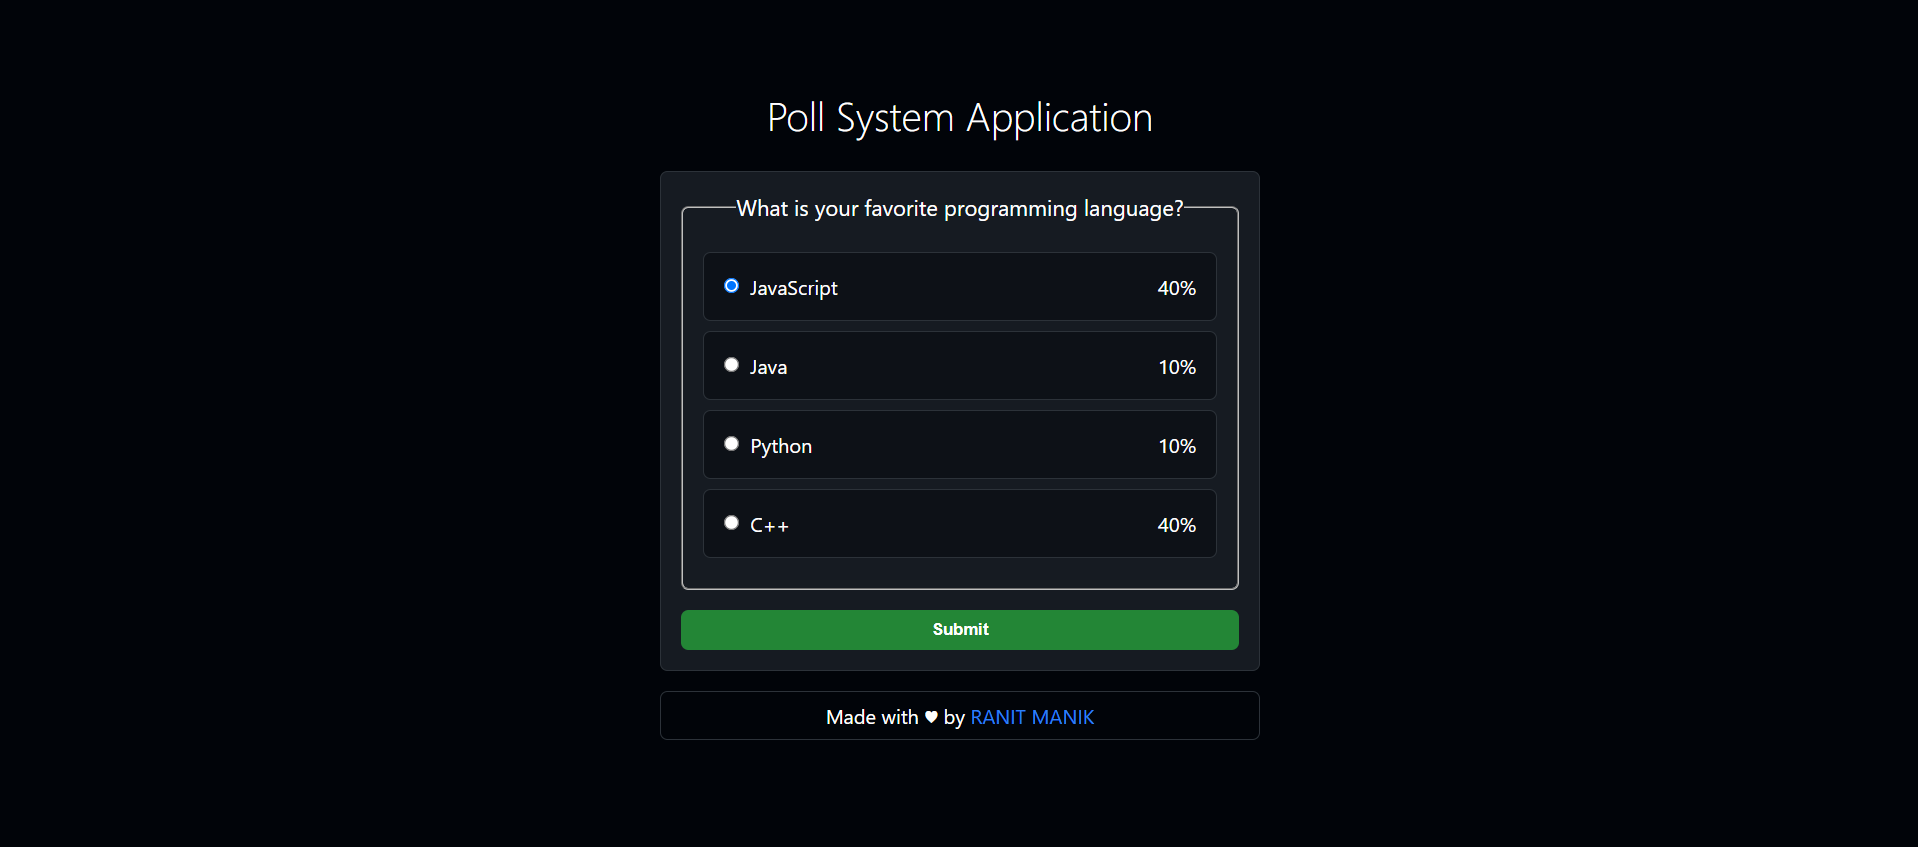 Poll System Application
What is your favorite programming language?
JavaScript 40%
Java 10%
Python 10%
C++ 40%
Submit
Made with ♥ by RANIT MANIK